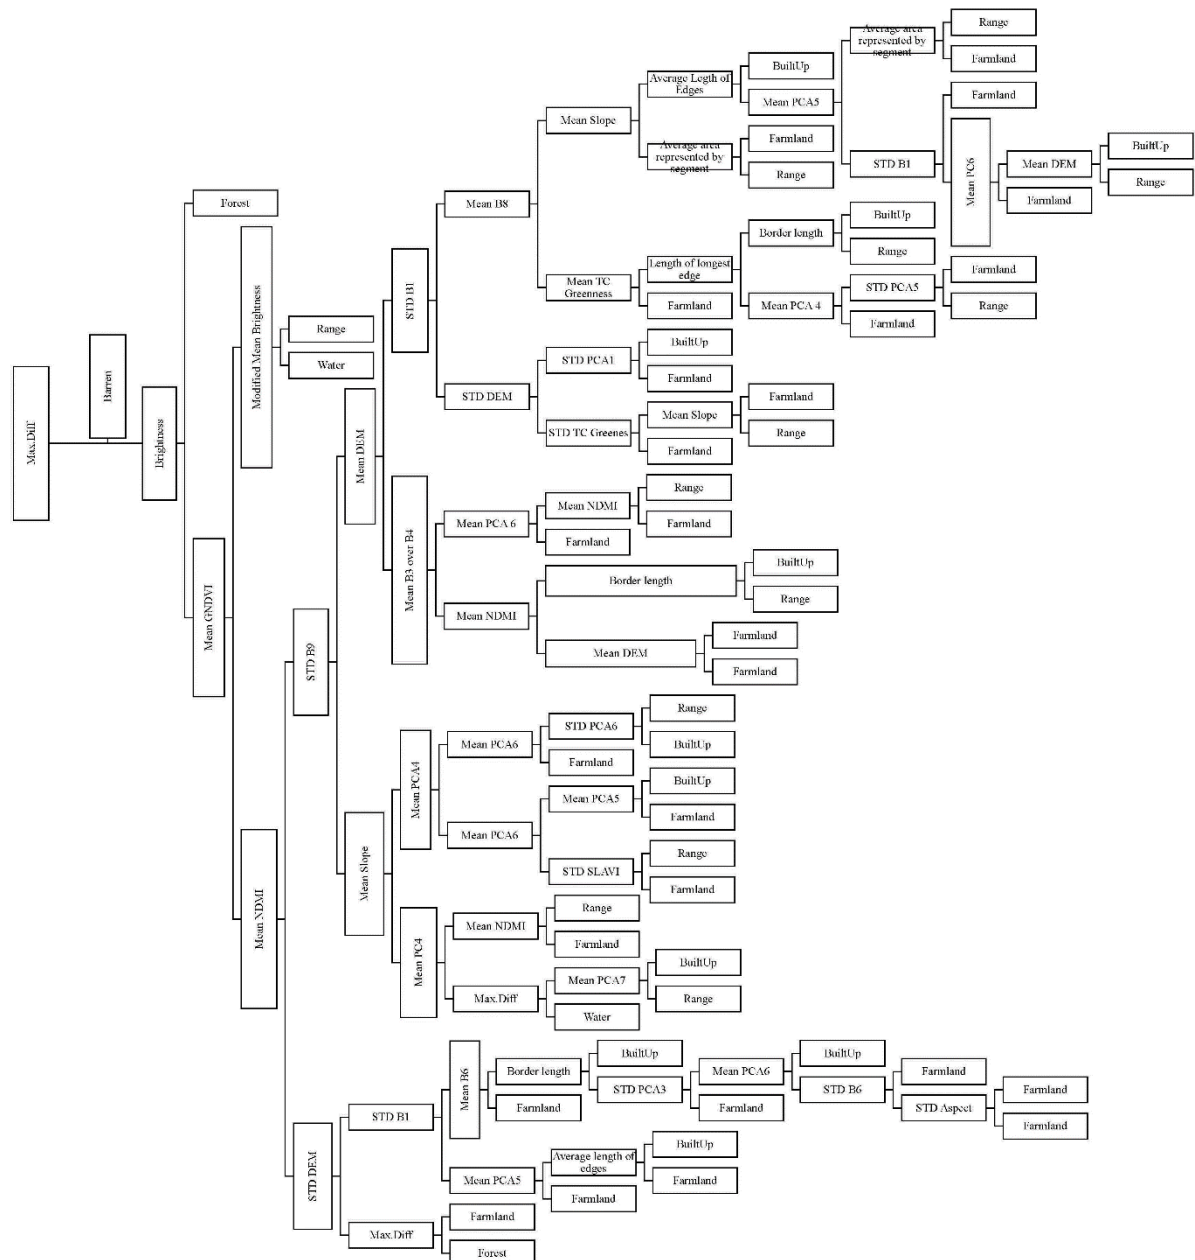 Max.Diff
Barren
Brightness
Forest
Mean GNDVI
Modified Mean Brightness
Range
Water
Mean NDMI
STD B9
Mean DEM
STD B1
Mean B8
Mean Slope
Average Legth of
Edges
BuiltUp
Mean PCA5
Average area
represented by
segment
Range
Farmland
STD B1
Farmland
Mean PC6
Mean DEM
BuiltUp
Range
Farmland
Average area
represented by
segment
Farmland
Range
Mean TC
Greenness
Length of longest
edge
Border length
BuiltUp
Range
Mean PCA 4
STD PCA5
Farmland
Range
Farmland
Farmland
STD DEM
STD PCA1
BuiltUp
Farmland
STD TC Greenes
Mean Slope
Farmland
Range
Farmland
Mean B3 over B4
Mean PCA 6
Mean NDMI
Range
Farmland
Farmland
Mean NDMI
Border length
BuiltUp
Range
Mean DEM
Farmland
Farmland
Mean Slope
Mean PCA4
Mean PCA6
STD PCA6
Range
BuiltUp
Farmland
Mean PCA6
Mean PCA5
BuiltUp
Farmland
STD SLAVI
Range
Farmland
Mean PC4
Mean NDMI
Range
Farmland
Max.Diff
Mean PCA7
BuiltUp
Range
Water
STD DEM
STD B1
Mean B6
Border length
BuiltUp
STD PCA3
Mean PCA6
BuiltUp
STD B6
Farmland
STD Aspect
Farmland
Farmland
Farmland
Farmland
Mean PCA5
Average length of
edges
BuiltUp
Farmland
Farmland
Max.Diff
Farmland
Forest